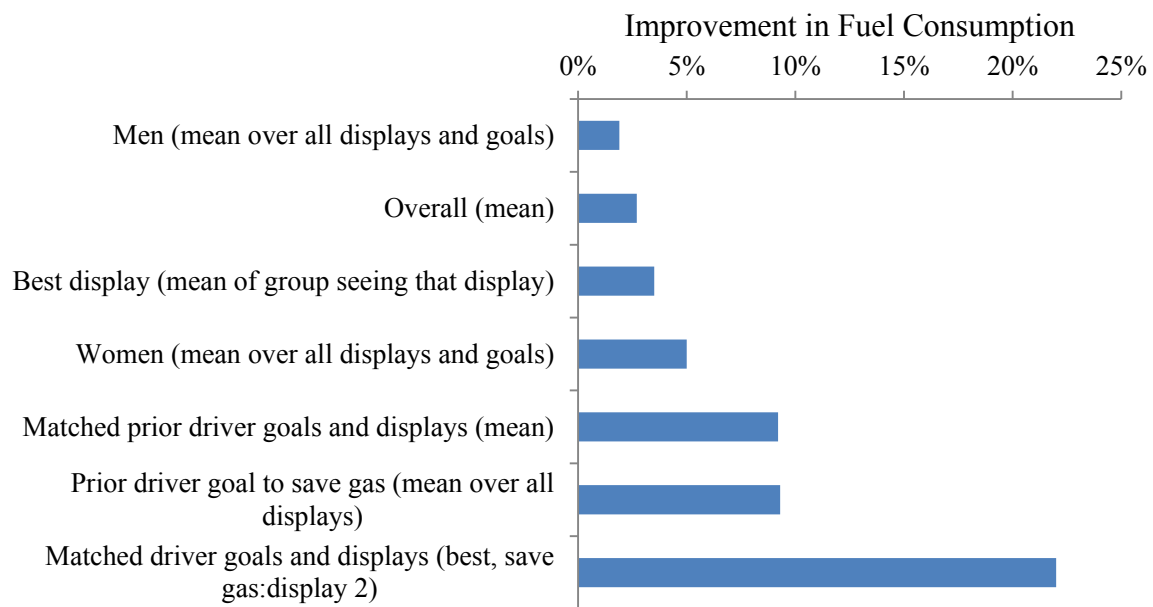 Improvement in Fuel Consumption
0% 5% 10% 15% 20% 25%
Men (mean over all displays and goals)
Overall (mean)
Best display (mean of group seeing that display)
Women (mean over all displays and goals)
Matched prior driver goals and displays (mean)
Prior driver goal to save gas (mean over all
displays)
Matched driver goals and displays (best, save
gas:display 2)